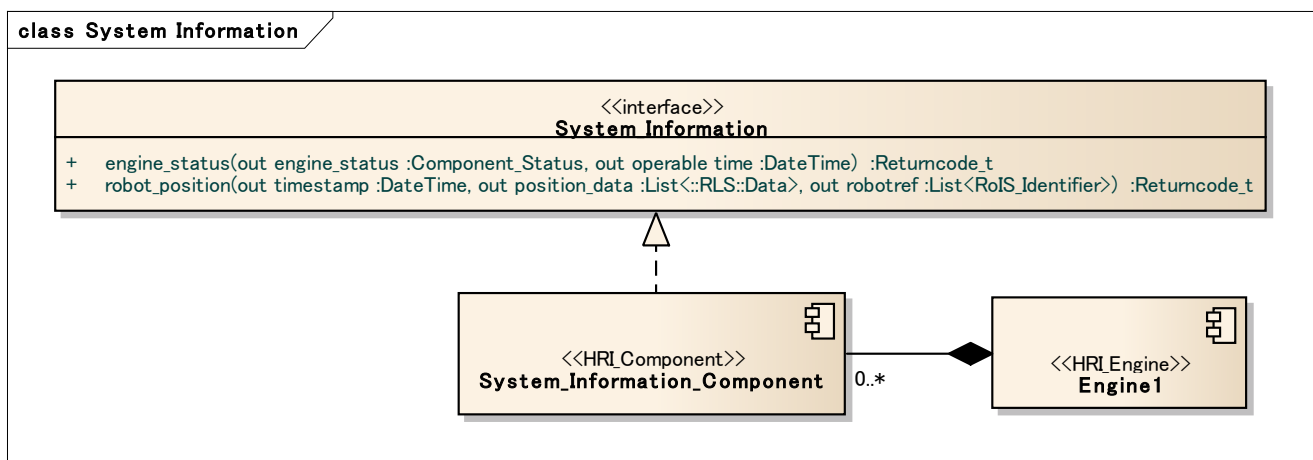 class System Information
<<interface>>
System Information
+ engine_status(out engine_status :Component_Status, out operable time :DateTime) :Returncode_t
+ robot_position(out timestamp :DateTime, out position_data :List<::RLS::Data>, out robotref :List<RoIS_Identifier>) :Returncode_t
<<HRI_Component>>
System_Information_Component
0..*
<<HRI_Engine>>
Engine1